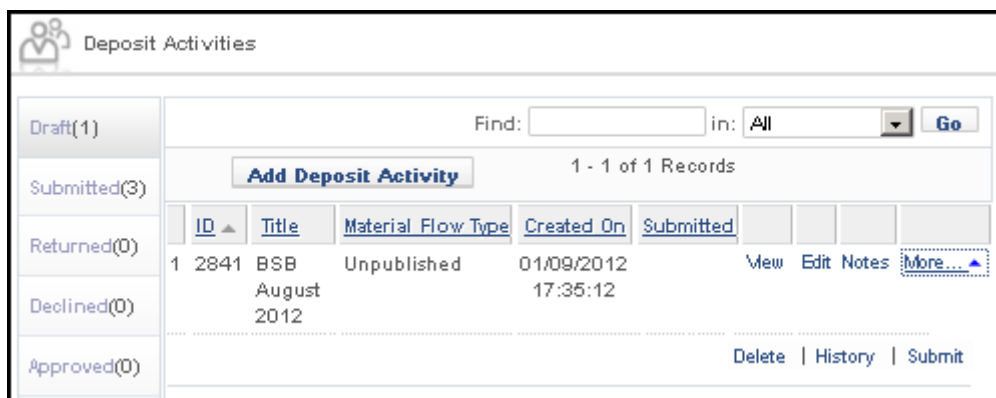 Deposit Activities
Draft(1)
Find: in: All Go
Add Deposit Activity 1 - 1 of 1 Records
Submitted(3)
ID Title Material Flow Type Created On Submitted
Returned(0)
1 2841 BSB August 2012 Unpublished 01/09/2012 17:35:12 View Edit Notes More...
Declined(0)
Delete | History | Submit
Approved(0)